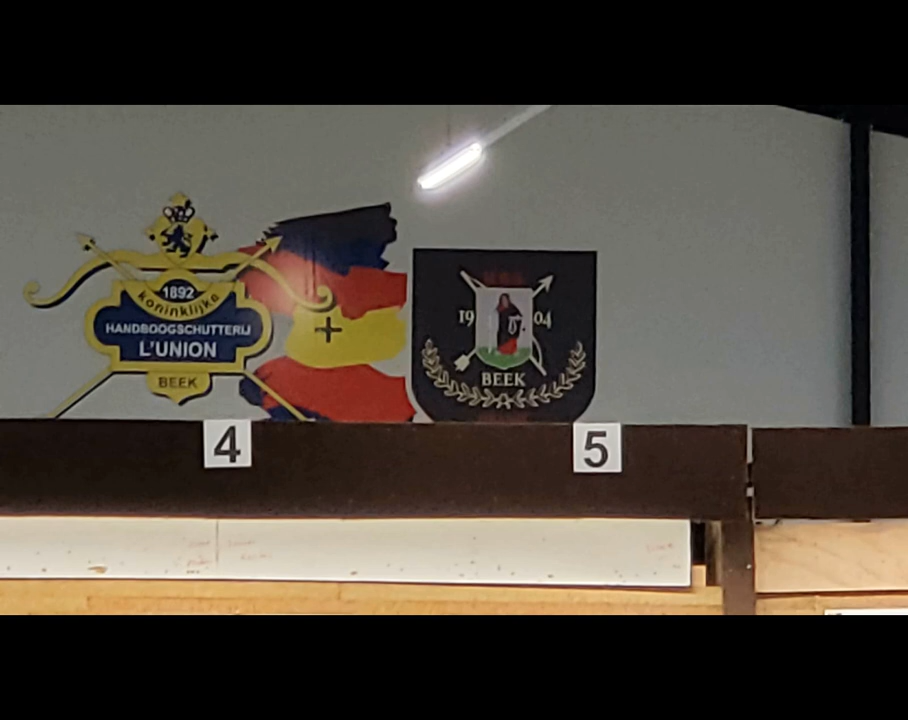 1892
koninklijke
HANDBOOGSCHUTTERIJ
L'UNION
BEEK
19 04
BEEK
4
5